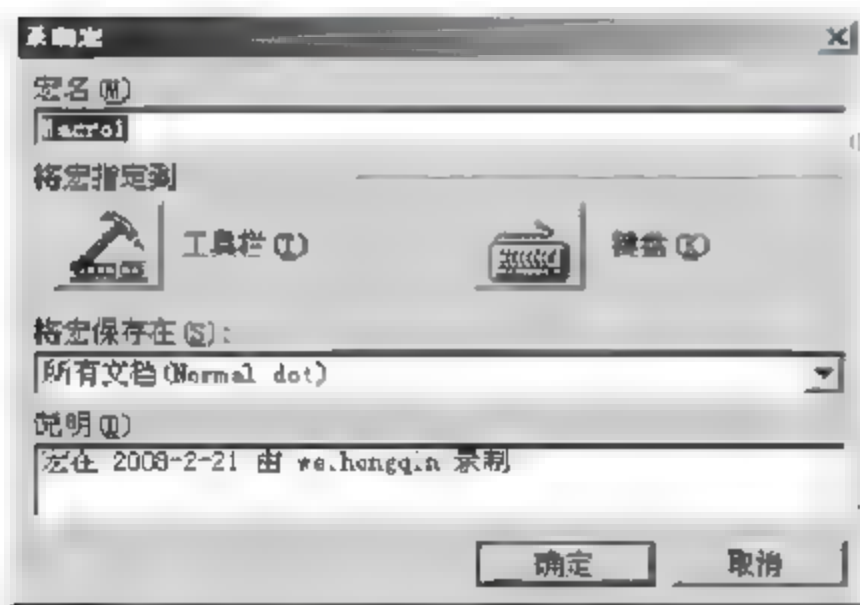 录制宏
宏名(M)
Macro1
将宏指定到
工具栏(T)
键盘(K)
将宏保存在(S):
所有文档(Normal dot)
说明(D)
宏在 2008-2-21 由 weihongqin 录制
确定
取消